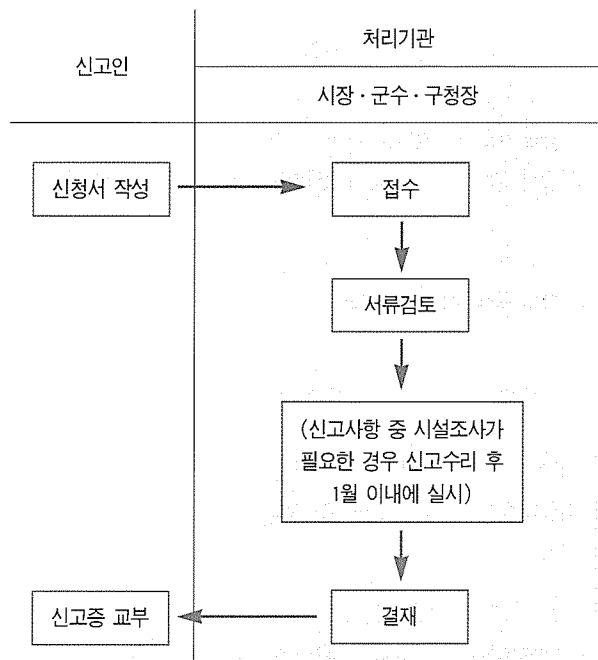 신고인
처리기관
시장·군수·구청장
신청서 작성
접수
서류검토
(신고사항 중 시설조사가
필요한 경우 신고수리 후
1월 이내에 실시)
신고증 교부
결재